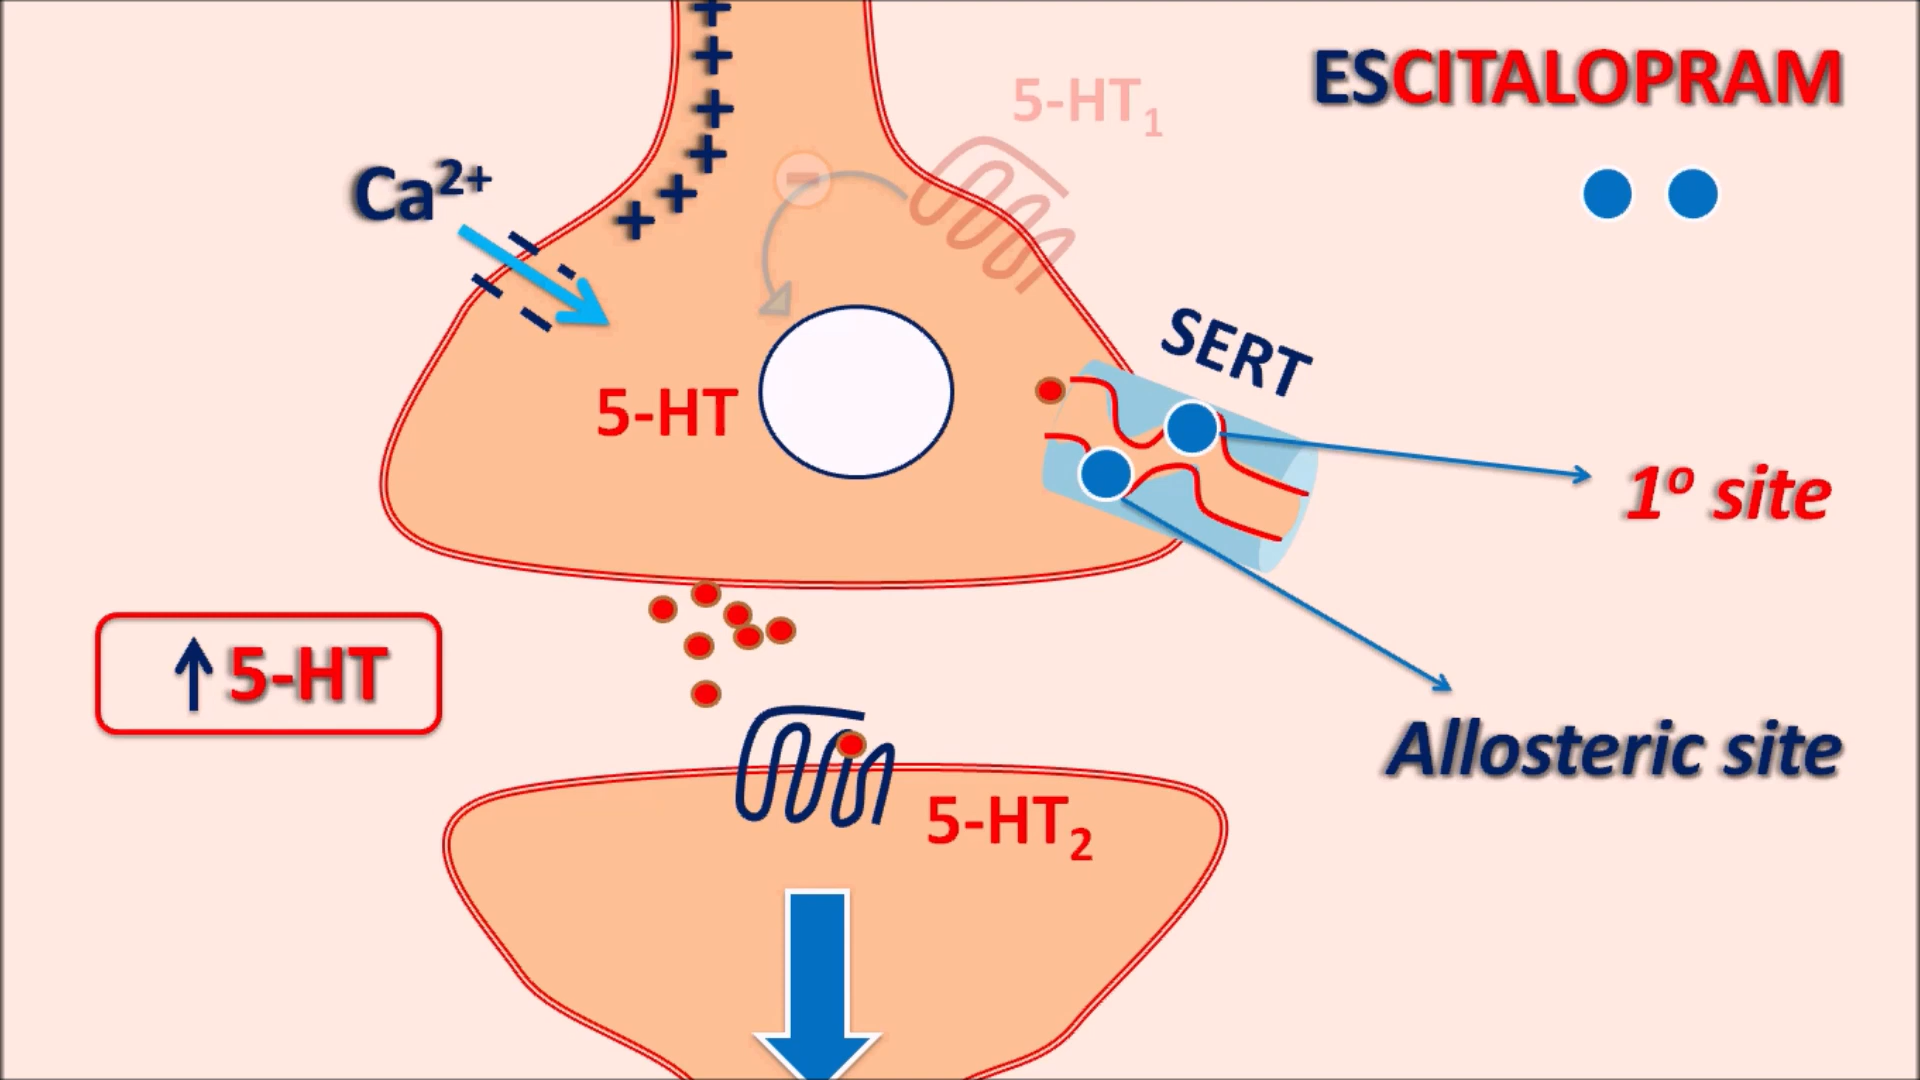 ESCITALOPRAM
5-HT₁
Ca²⁺
+
+
+
+
+
+
−
SERT
5-HT
1º site
↑ 5-HT
Allosteric site
5-HT₂